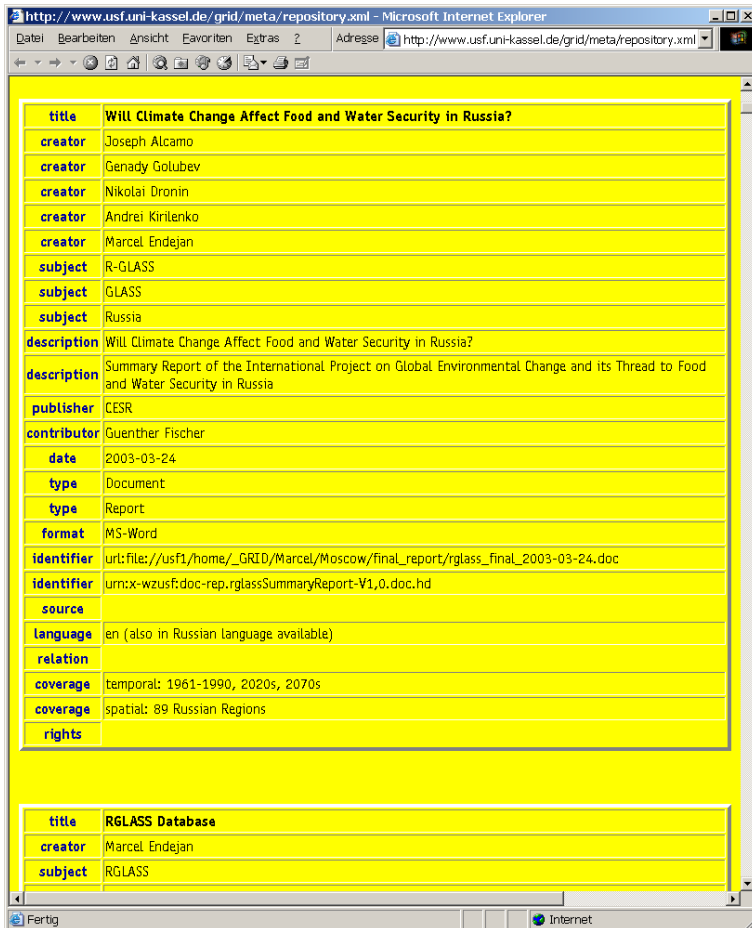 http://www.usf.uni-kassel.de/grid/meta/repository.xml - Microsoft Internet Explorer
Datei Bearbeiten Ansicht Favoriten Extras ? Adresse http://www.usf.uni-kassel.de/grid/meta/repository.xml
title Will Climate Change Affect Food and Water Security in Russia?
creator Joseph Alcamo
creator Genady Golubev
creator Nikolai Dronin
creator Andrei Kirilenko
creator Marcel Endejan
subject R-GLASS
subject GLASS
subject Russia
description Will Climate Change Affect Food and Water Security in Russia?
description Summary Report of the International Project on Global Environmental Change and its Thread to Food
and Water Security in Russia
publisher CESR
contributor Guenther Fischer
date 2003-03-24
type Document
type Report
format MS-Word
identifier url:file://usf1/home/_GRID/Marcel/Moscow/final_report/rglass_final_2003-03-24.doc
identifier urn:x-wzusf:doc-rep.rglassSummaryReport-V1,0.doc.hd
source
language en (also in Russian language available)
relation
coverage temporal: 1961-1990, 2020s, 2070s
coverage spatial: 89 Russian Regions
rights
title RGLASS Database
creator Marcel Endejan
subject RGLASS
Fertig Internet